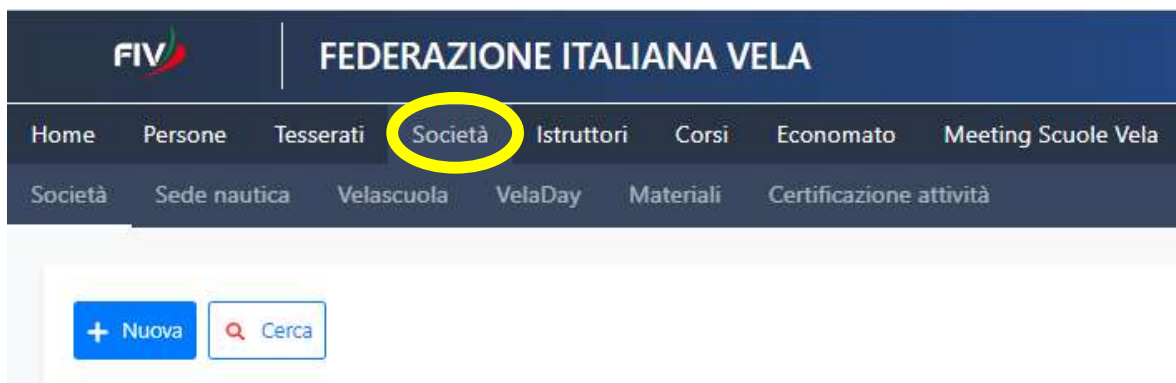 FIV FEDERAZIONE ITALIANA VELA
Home Persone Tesserati Società Istruttori Corsi Economato Meeting Scuole Vela
Società Sede nautica Velascuola VelaDay Materiali Certificazione attività
+ Nuova Cerca